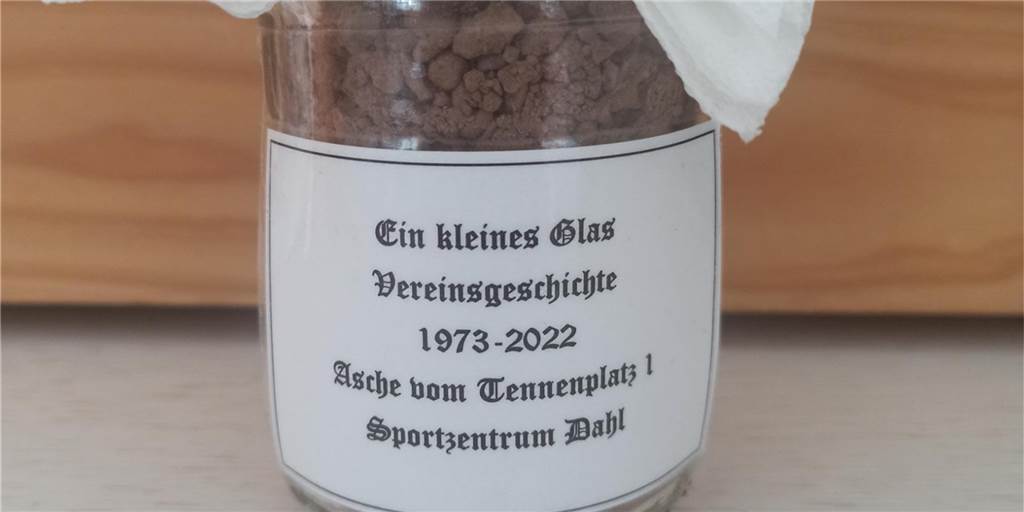 Ein kleines Glas
Vereinsgeschichte
1973-2022
Asche vom Tennenplatz 1
Sportzentrum Dahl